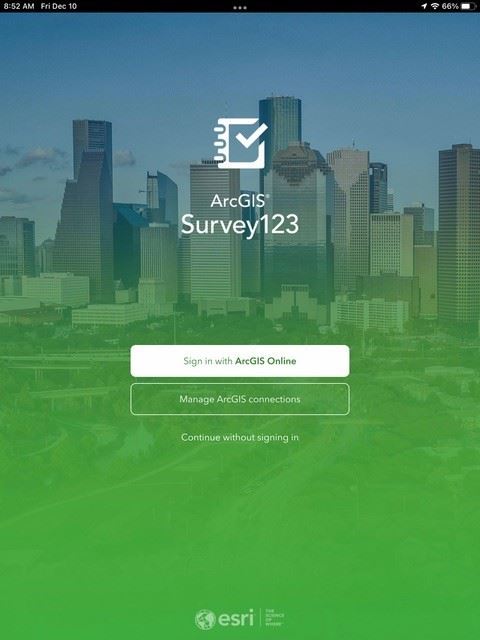 8:52 AM Fri Dec 10
66%
ArcGIS®
Survey123
Sign in with ArcGIS Online
Manage ArcGIS connections
Continue without signing in
esri
THE
SCIENCE
OF
WHERE